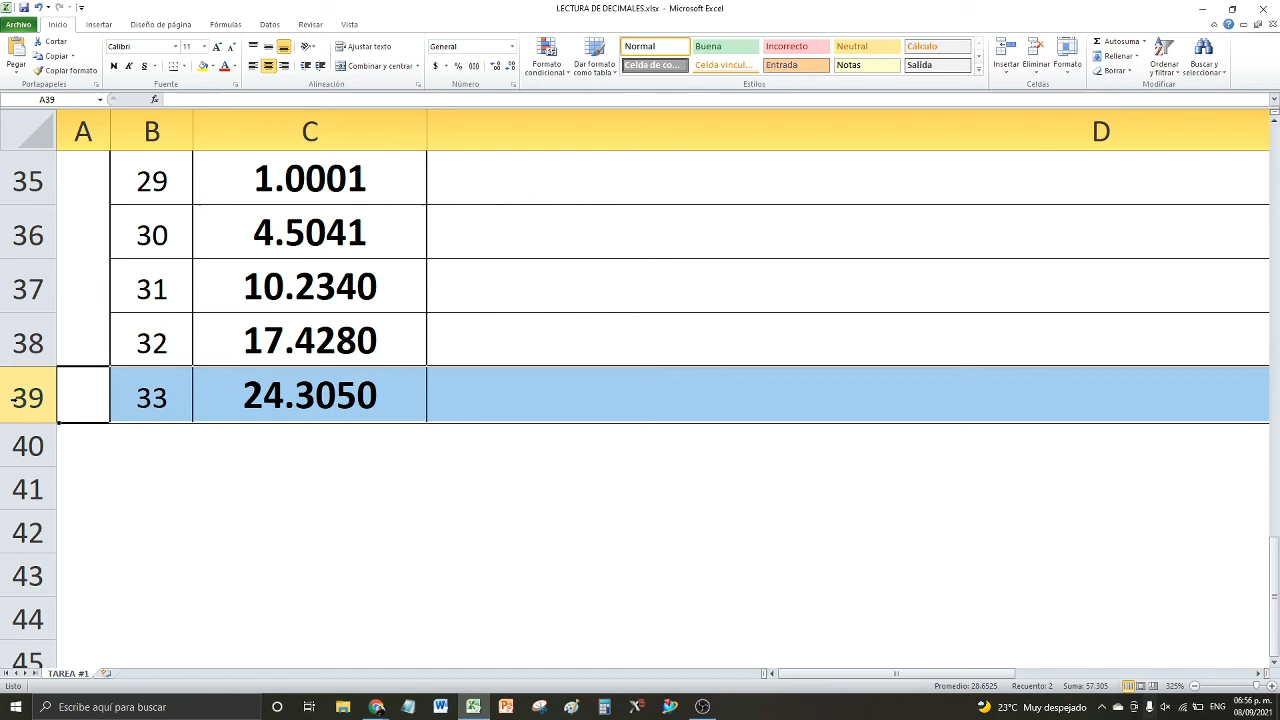 LECTURA DE DECIMALES.xlsx - Microsoft Excel
Archivo Inicio Insertar Diseño de página Fórmulas Datos Revisar Vista
Pegar
Cortar
Copiar
Copiar formato
Portapapeles
Calibri 11
N K S
Fuente
Ajustar texto
Combinar y centrar
Alineación
General
$ % 000
Número
Formato condicional
Dar formato como tabla
Normal Buena Incorrecto Neutral Cálculo
Celda de co... Celda vincul... Entrada Notas Salida
Estilos
Insertar Eliminar Formato
Celdas
Autosuma
Rellenar
Borrar
Ordenar y filtrar
Buscar y seleccionar
Modificar
A39 fx
A B C D
35 29 1.0001
36 30 4.5041
37 31 10.2340
38 32 17.4280
39 33 24.3050
40
41
42
43
44
45
TAREA #1
Listo Promedio: 28.6525 Recuento: 2 Suma: 57.305 325%
Escribe aquí para buscar
23°C Muy despejado ENG 06:56 p. m.
09/09/2021